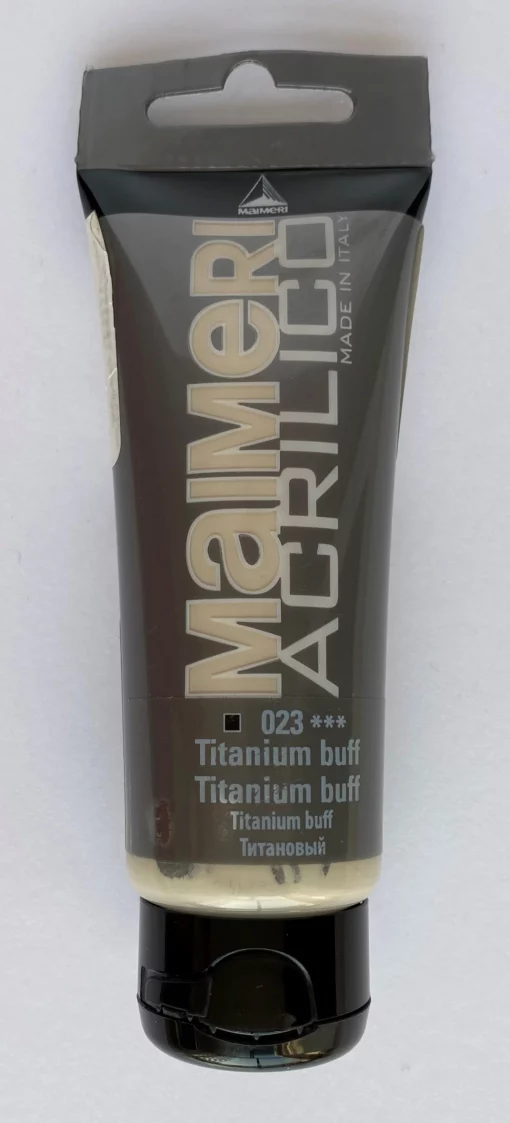 MAIMERI
MaIMeRI
ACRILICO
MADE IN ITALY
023 ***
Titanium buff
Titanium buff
Titanium buff
Титановый